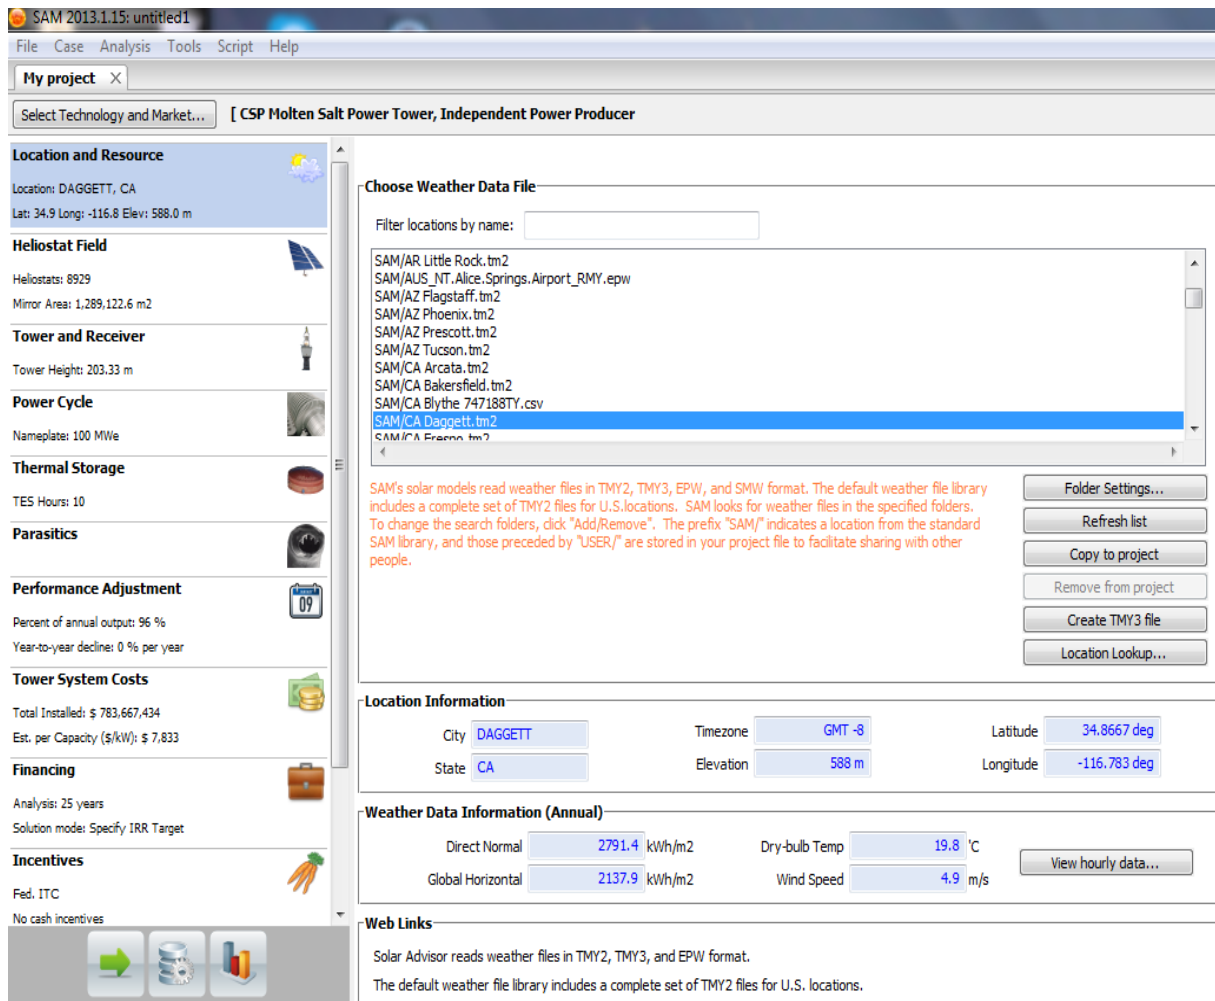 SAM 2013.1.15: untitled1
File Case Analysis Tools Script Help
My project
Select Technology and Market...
[ CSP Molten Salt Power Tower, Independent Power Producer
Location and Resource
Location: DAGGETT, CA
Lat: 34.9 Long: -116.8 Elev: 588.0 m
Heliostat Field
Heliostats: 8929
Mirror Area: 1,289,122.6 m2
Tower and Receiver
Tower Height: 203.33 m
Power Cycle
Nameplate: 100 MWe
Thermal Storage
TES Hours: 10
Parasitics
Performance Adjustment
09
Percent of annual output: 96 %
Year-to-year decline: 0 % per year
Tower System Costs
Total Installed: $ 783,667,434
Est. per Capacity ($/kW): $ 7,833
Financing
Analysis: 25 years
Solution mode: Specify IRR Target
Incentives
Fed. ITC
No cash incentives
Choose Weather Data File
Filter locations by name:
SAM/AR Little Rock.tm2
SAM/AUS_NT.Alice.Springs.Airport_RMY.epw
SAM/AZ Flagstaff.tm2
SAM/AZ Phoenix.tm2
SAM/AZ Prescott.tm2
SAM/AZ Tucson.tm2
SAM/CA Arcata.tm2
SAM/CA Bakersfield.tm2
SAM/CA Blythe 747188TY.csv
SAM/CA Daggett.tm2
SAM/CA Fresno.tm2
SAM's solar models read weather files in TMY2, TMY3, EPW, and SMW format. The default weather file library
includes a complete set of TMY2 files for U.S.locations. SAM looks for weather files in the specified folders.
To change the search folders, click "Add/Remove". The prefix "SAM/" indicates a location from the standard
SAM library, and those preceded by "USER/" are stored in your project file to facilitate sharing with other
people.
Folder Settings...
Refresh list
Copy to project
Remove from project
Create TMY3 file
Location Lookup...
Location Information
City DAGGETT Timezone GMT -8 Latitude 34.8667 deg
State CA Elevation 588 m Longitude -116.783 deg
Weather Data Information (Annual)
Direct Normal 2791.4 kWh/m2 Dry-bulb Temp 19.8 'C
Global Horizontal 2137.9 kWh/m2 Wind Speed 4.9 m/s
View hourly data...
Web Links
Solar Advisor reads weather files in TMY2, TMY3, and EPW format.
The default weather file library includes a complete set of TMY2 files for U.S. locations.